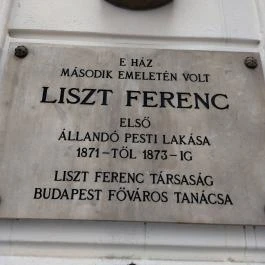 E HÁZ
MÁSODIK EMELETÉN VOLT
LISZT FERENC
ELSŐ
ÁLLANDÓ PESTI LAKÁSA
1871-TŐL 1873-IG
LISZT FERENC TÁRSASÁG
BUDAPEST FŐVÁROS TANÁCSA